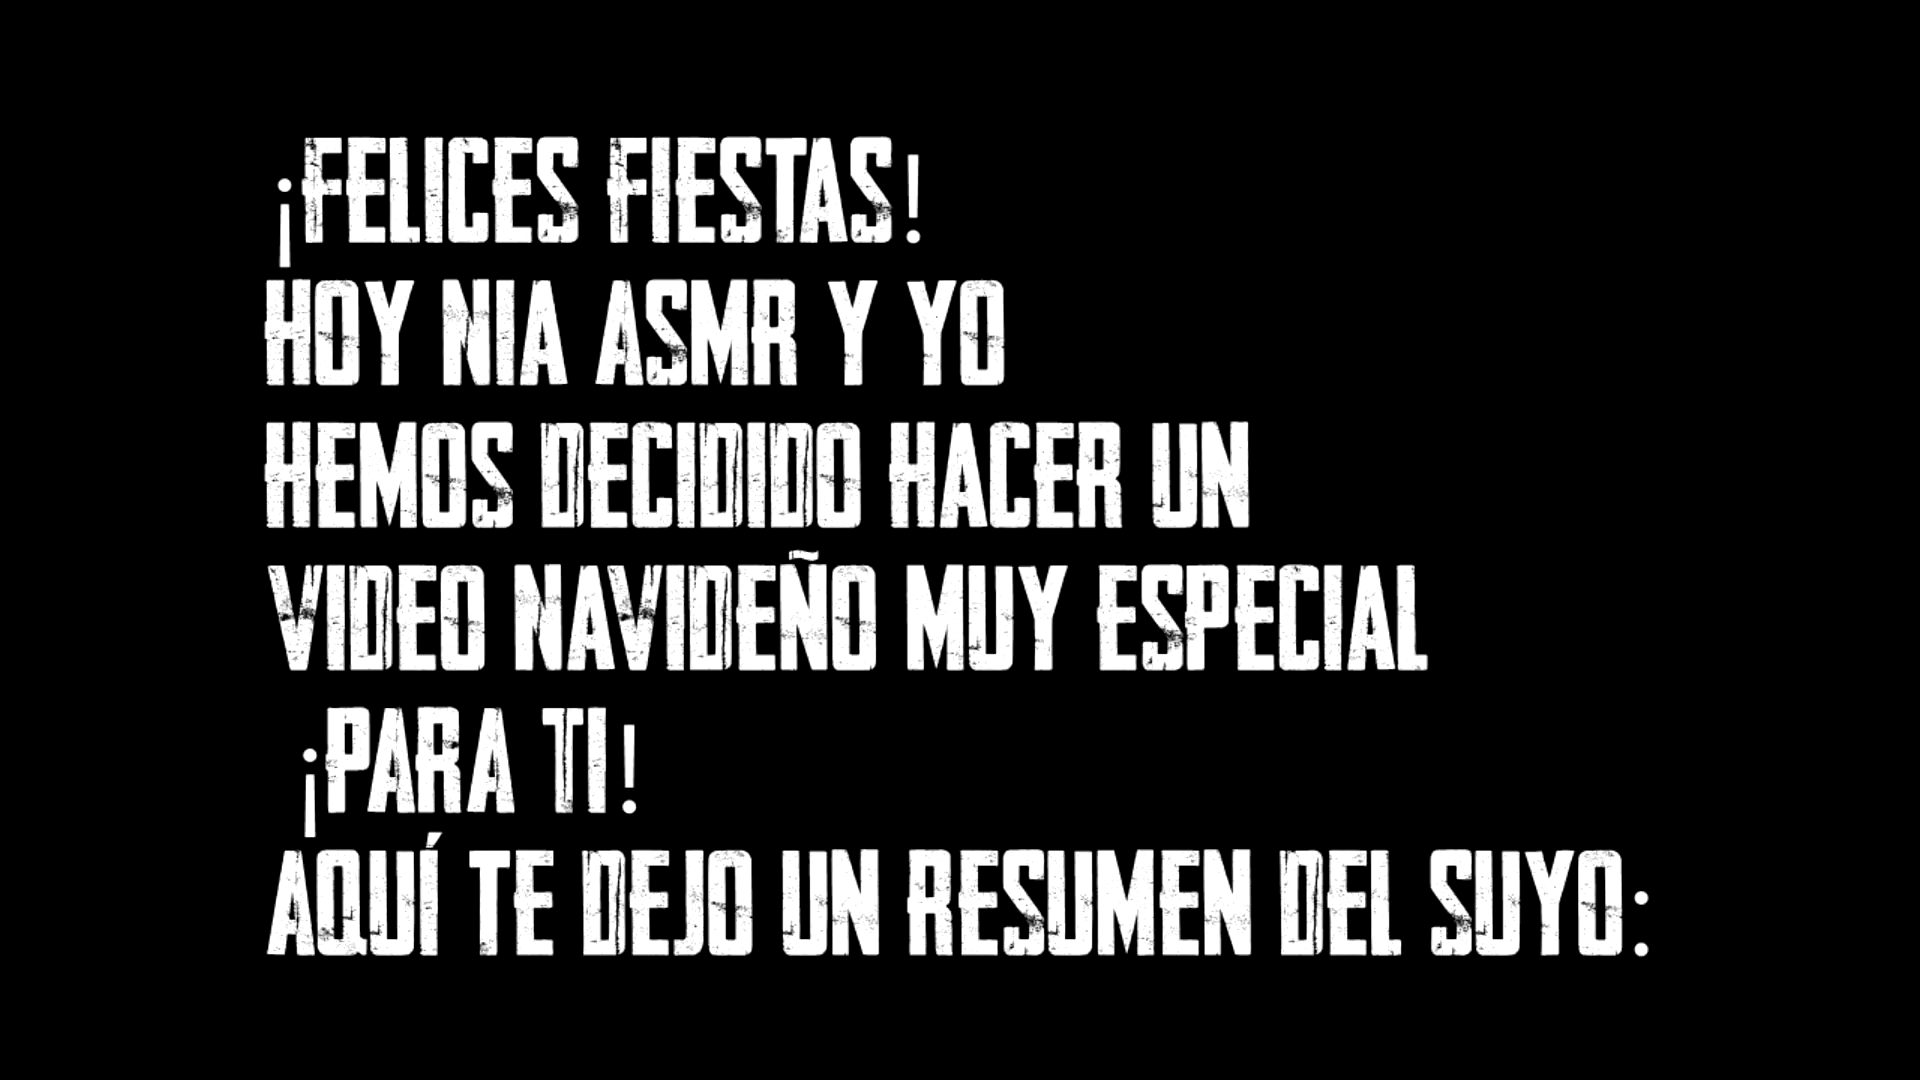 ¡FELICES FIESTAS!
HOY NIA ASMR Y YO
HEMOS DECIDIDO HACER UN
VIDEO NAVIDEÑO MUY ESPECIAL
¡PARA TI!
AQUÍ TE DEJO UN RESUMEN DEL SUYO: